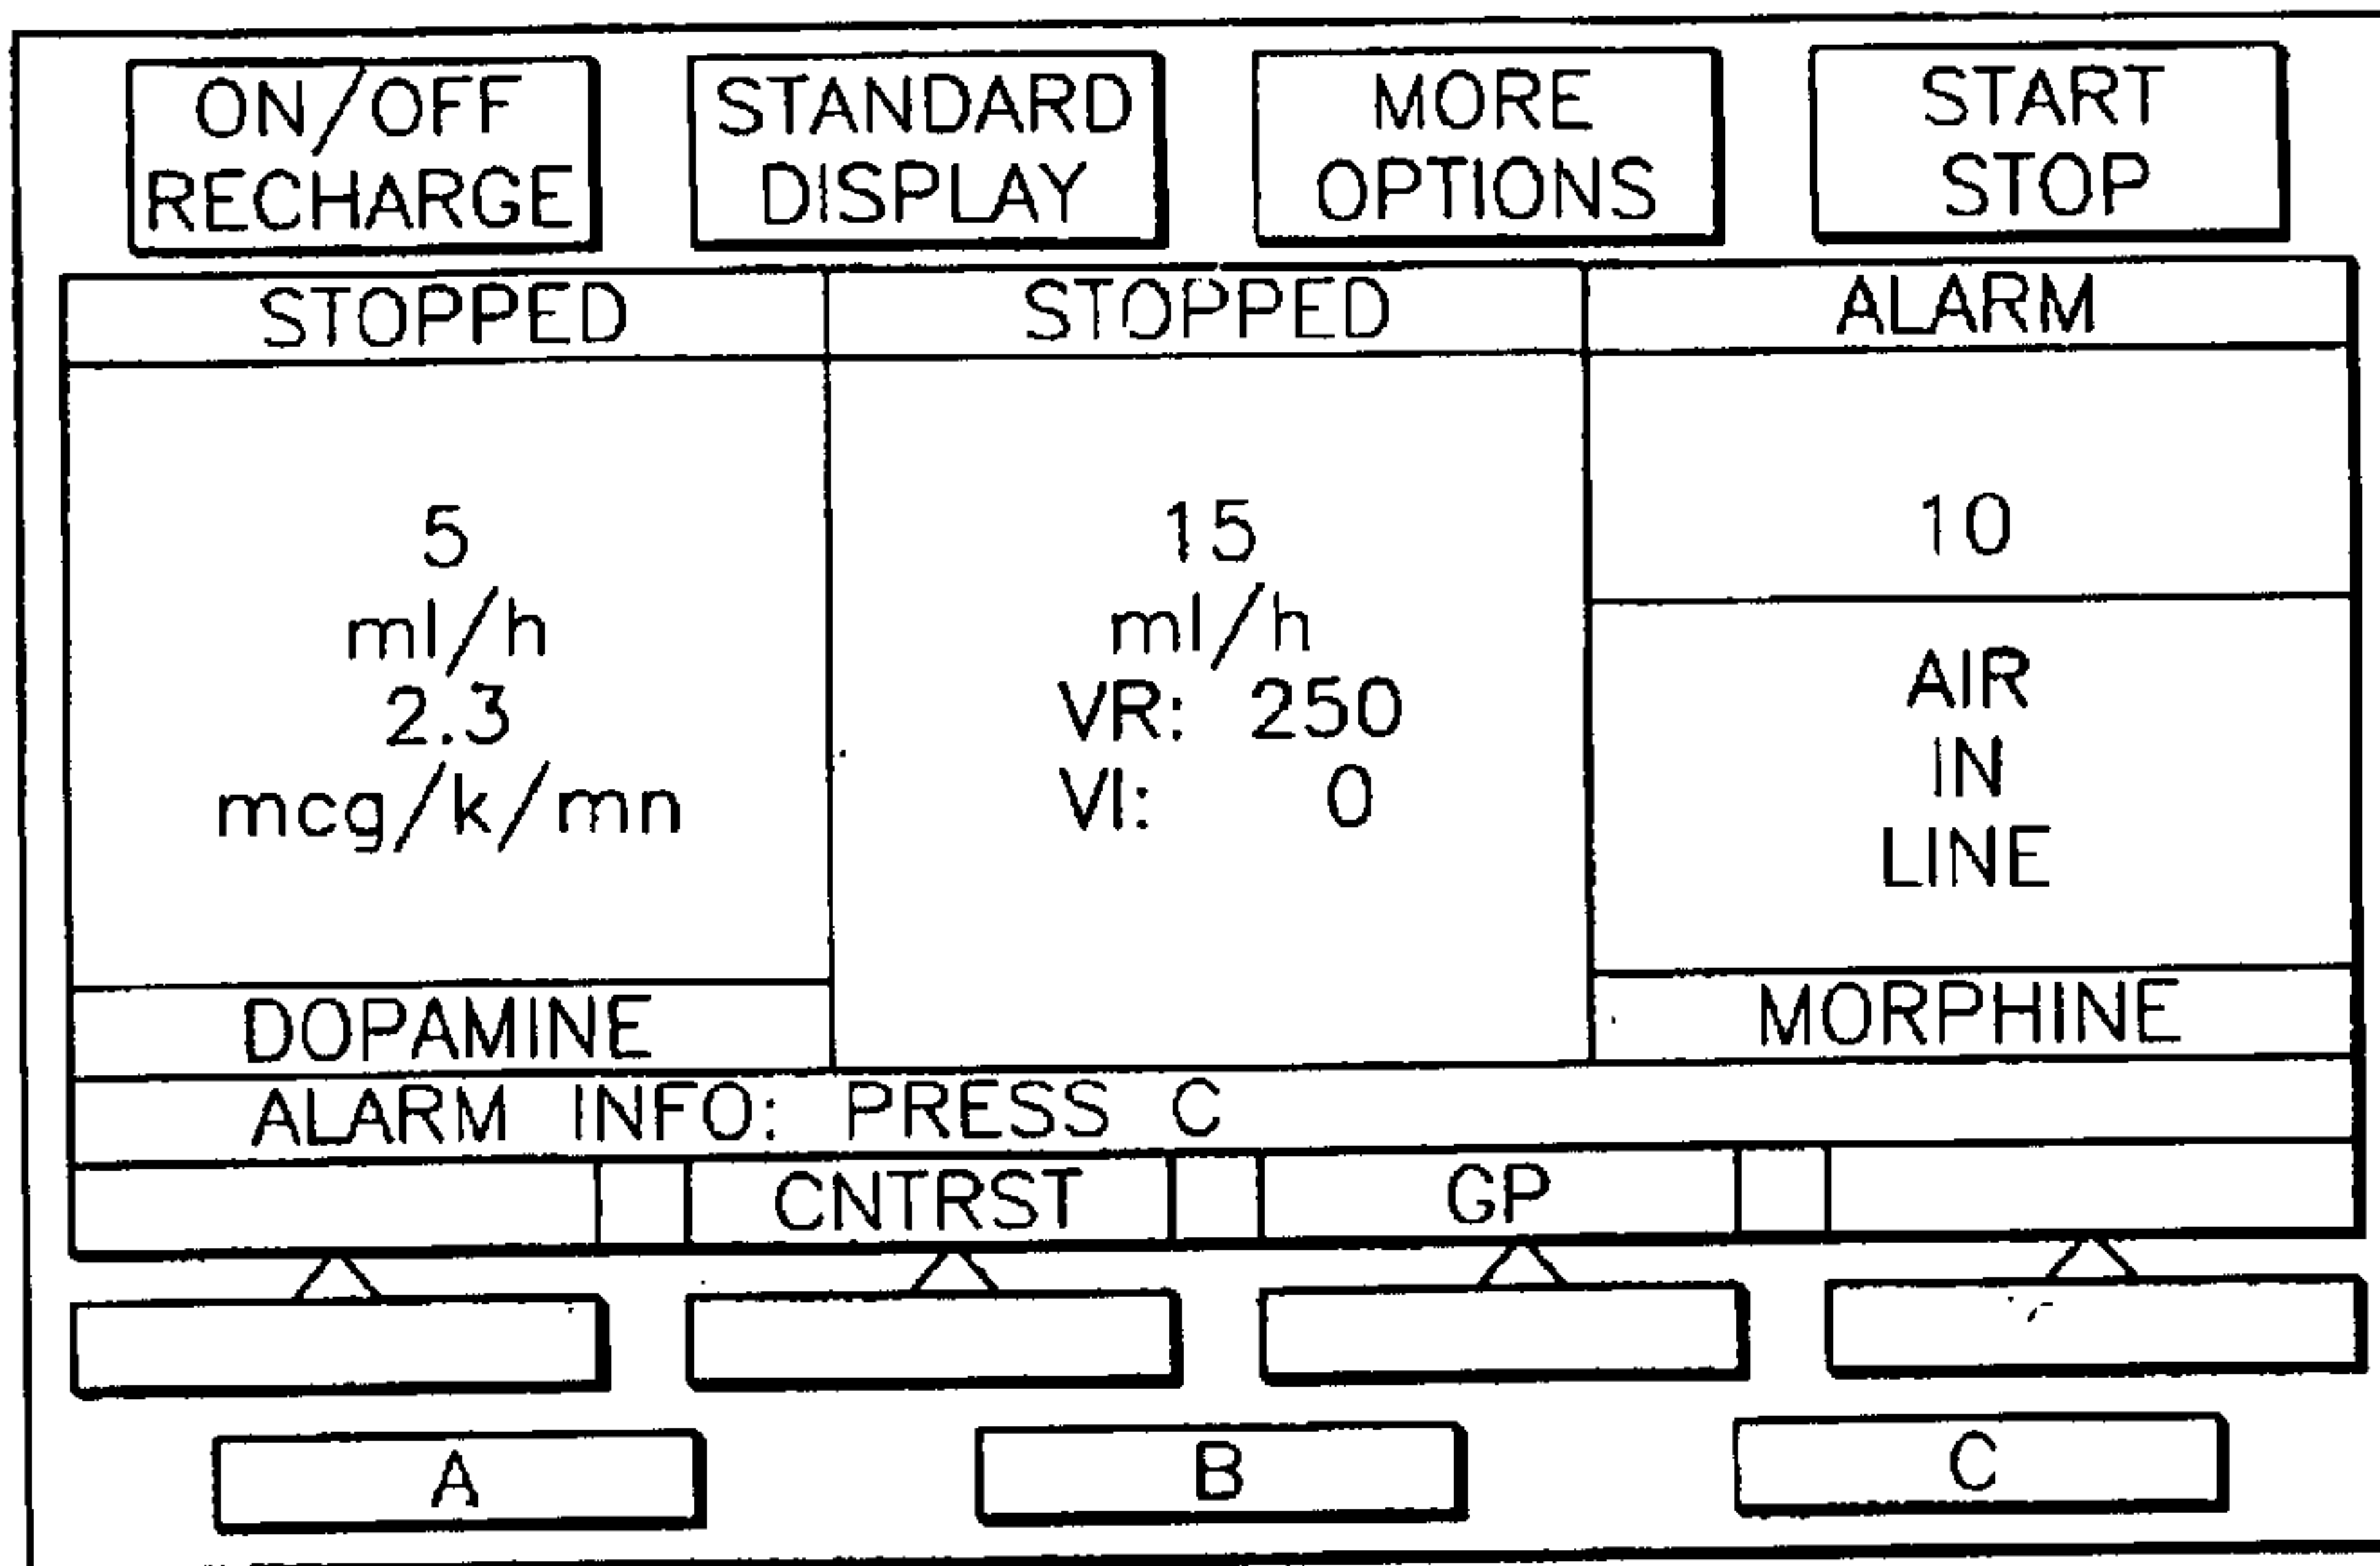 ON/OFF
RECHARGE
STANDARD
DISPLAY
MORE
OPTIONS
START
STOP
STOPPED
5
ml/h
2.3
mcg/k/mn
DOPAMINE
STOPPED
15
ml/h
VR: 250
VI: 0
ALARM
10
AIR
IN
LINE
MORPHINE
ALARM INFO: PRESS C
CNTRST
GP
A
B
C